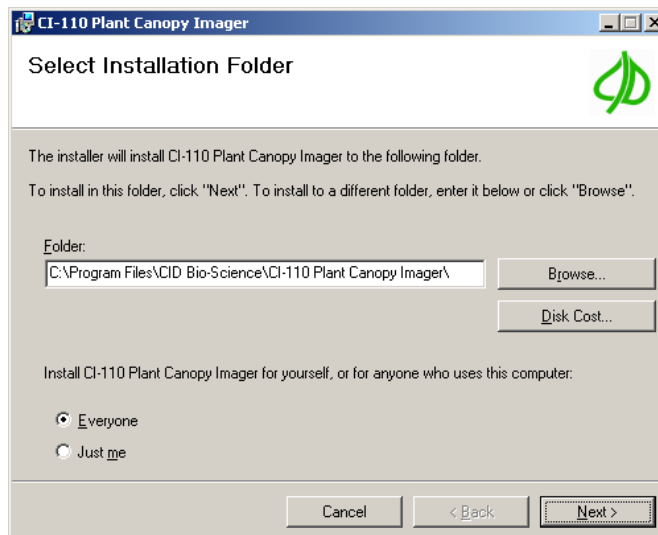 CI-110 Plant Canopy Imager
Select Installation Folder
The installer will install CI-110 Plant Canopy Imager to the following folder.
To install in this folder, click "Next". To install to a different folder, enter it below or click "Browse".
Folder:
C:\Program Files\CID Bio-Science\CI-110 Plant Canopy Imager\
Browse...
Disk Cost...
Install CI-110 Plant Canopy Imager for yourself, or for anyone who uses this computer:
Everyone
Just me
Cancel
< Back
Next >